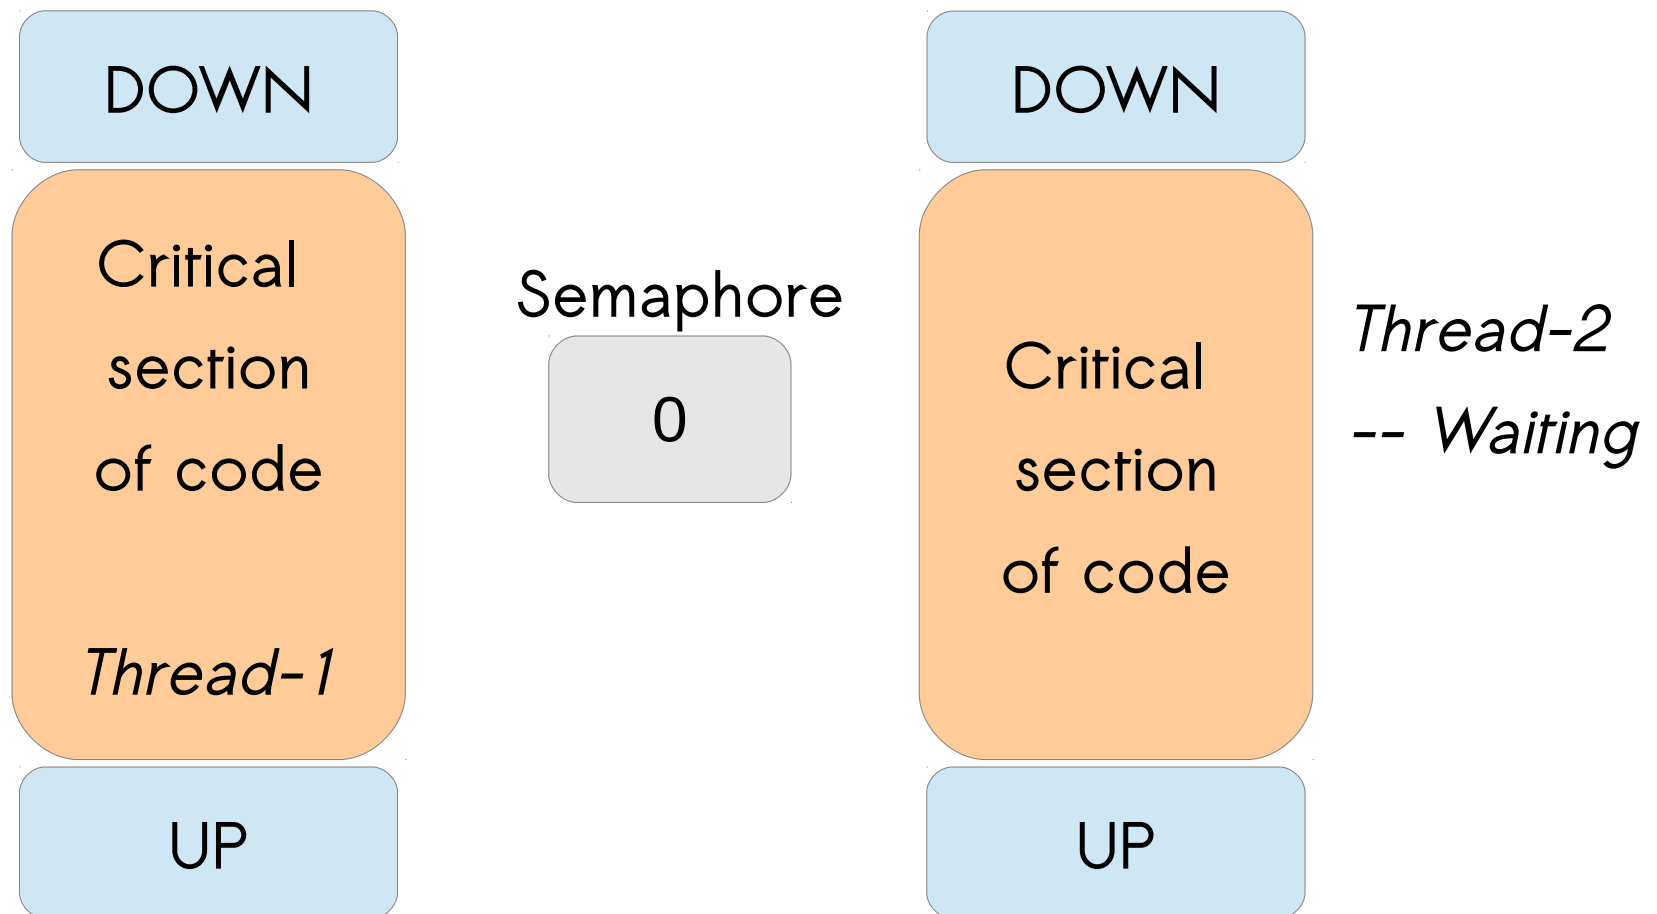 DOWN
Critical
section
of code
Thread-1
UP
Semaphore
0
DOWN
Critical
section
of code
UP
Thread-2
-- Waiting